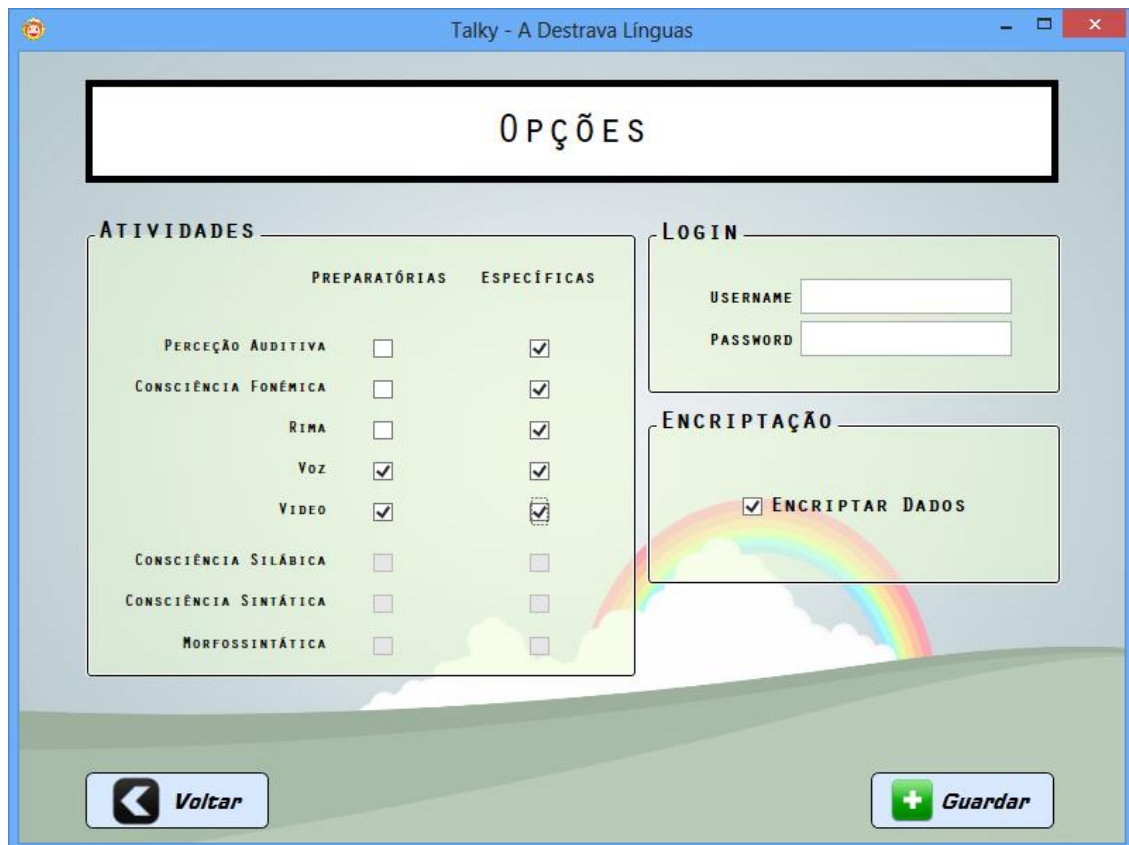 Talky - A Destrava Línguas
Opções
Atividades
Preparatórias Específicas
Perceção Auditiva
Consciência Fonémica
Rima
Voz
Video
Consciência Silábica
Consciência Sintática
Morfossintática
Login
Username
Password
Encriptação
Encriptar Dados
Voltar
Guardar